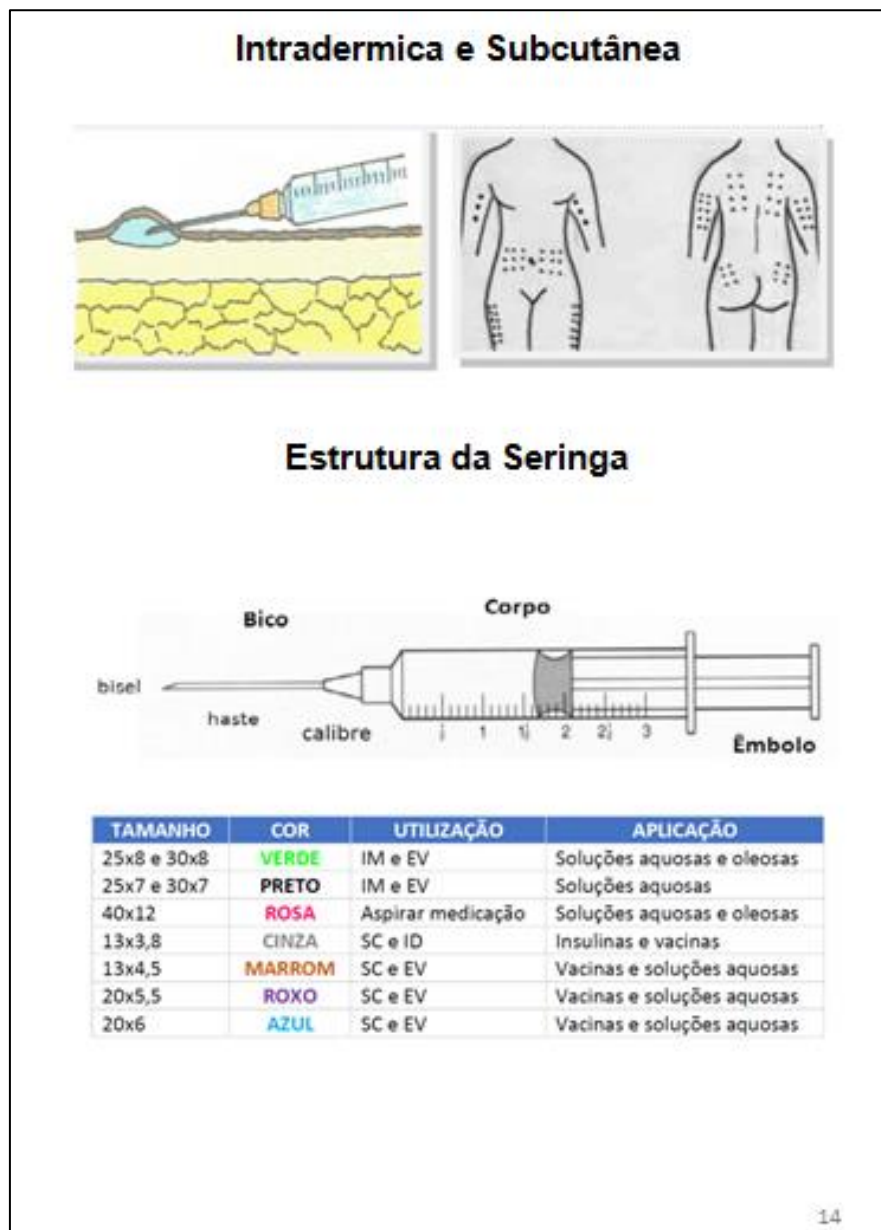 Intradermica e Subcutânea
Estrutura da Seringa
Bico
Corpo
bisel
haste
calibre
1 2 3
Êmbolo
TAMANHO COR UTILIZAÇÃO APLICAÇÃO
25x8 e 30x8 VERDE IM e EV Soluções aquosas e oleosas
25x7 e 30x7 PRETO IM e EV Soluções aquosas
40x12 ROSA Aspirar medicação Soluções aquosas e oleosas
13x3,8 CINZA SC e ID Insulinas e vacinas
13x4,5 MARROM SC e EV Vacinas e soluções aquosas
20x5,5 ROXO SC e EV Vacinas e soluções aquosas
20x6 AZUL SC e EV Vacinas e soluções aquosas
14